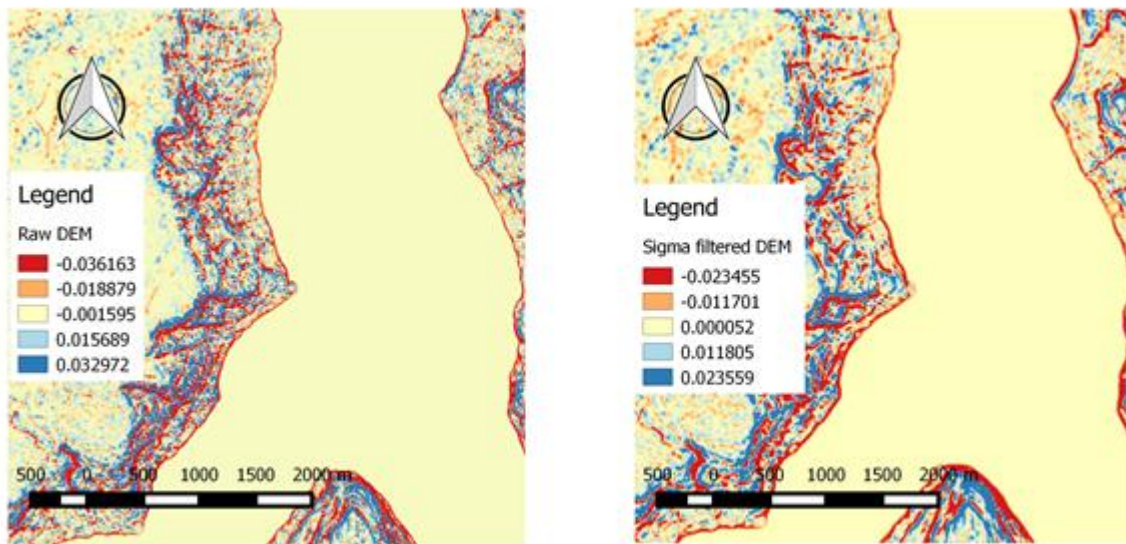 Legend
Raw DEM
-0.036163
-0.018879
-0.001595
0.015689
0.032972
500 0 500 1000 1500 2000 m
Legend
Sigma filtered DEM
-0.023455
-0.011701
0.000052
0.011805
0.023559
500 0 500 1000 1500 2000 m